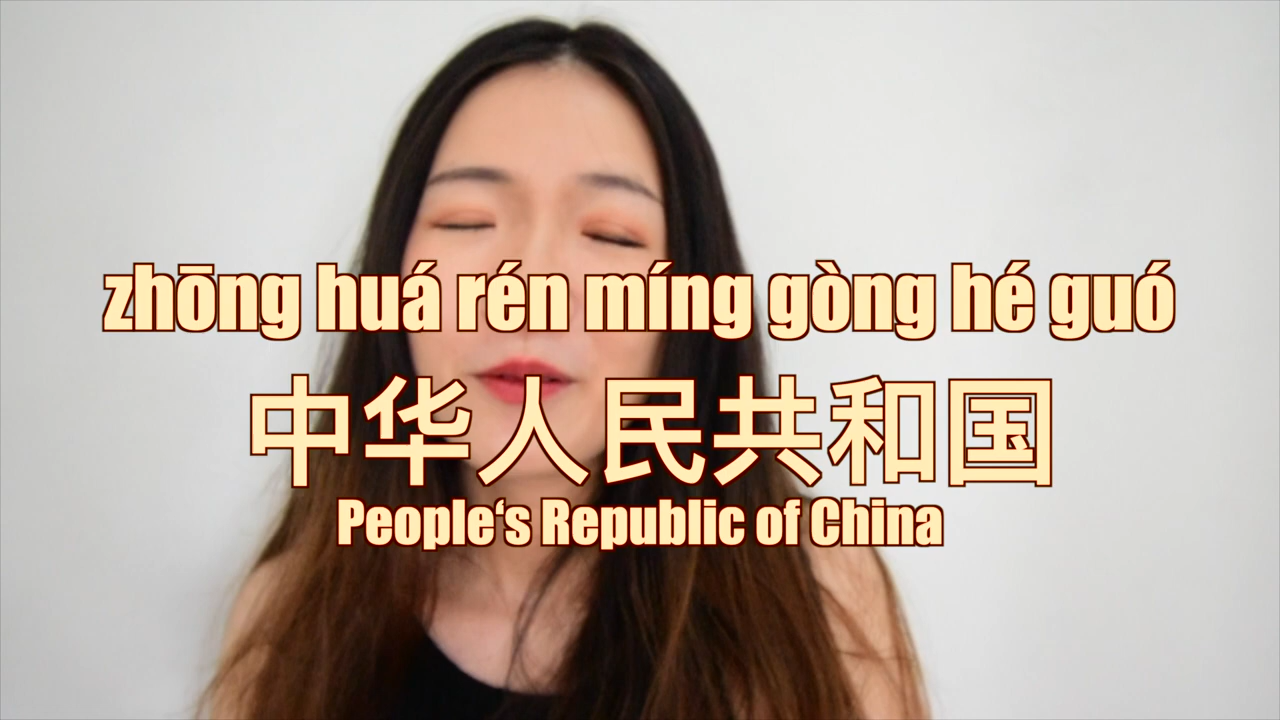 zhōng huá rén míng gòng hé guó
中华人民共和国
People‘s Republic of China